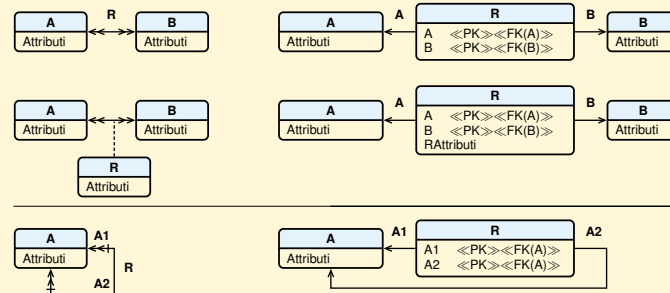 A R B
Attributi Attributi
A
Attributi
A
R
A ≪PK≫≪FK(A)≫
B ≪PK≫≪FK(B)≫
B
B
Attributi
A B
Attributi Attributi
R
Attributi
A
Attributi
A
R
A ≪PK≫≪FK(A)≫
B ≪PK≫≪FK(B)≫
RAttributi
B
B
Attributi
A
Attributi
A1
R
A2
A
Attributi
A1
R
A1 ≪PK≫≪FK(A)≫
A2 ≪PK≫≪FK(A)≫
A2